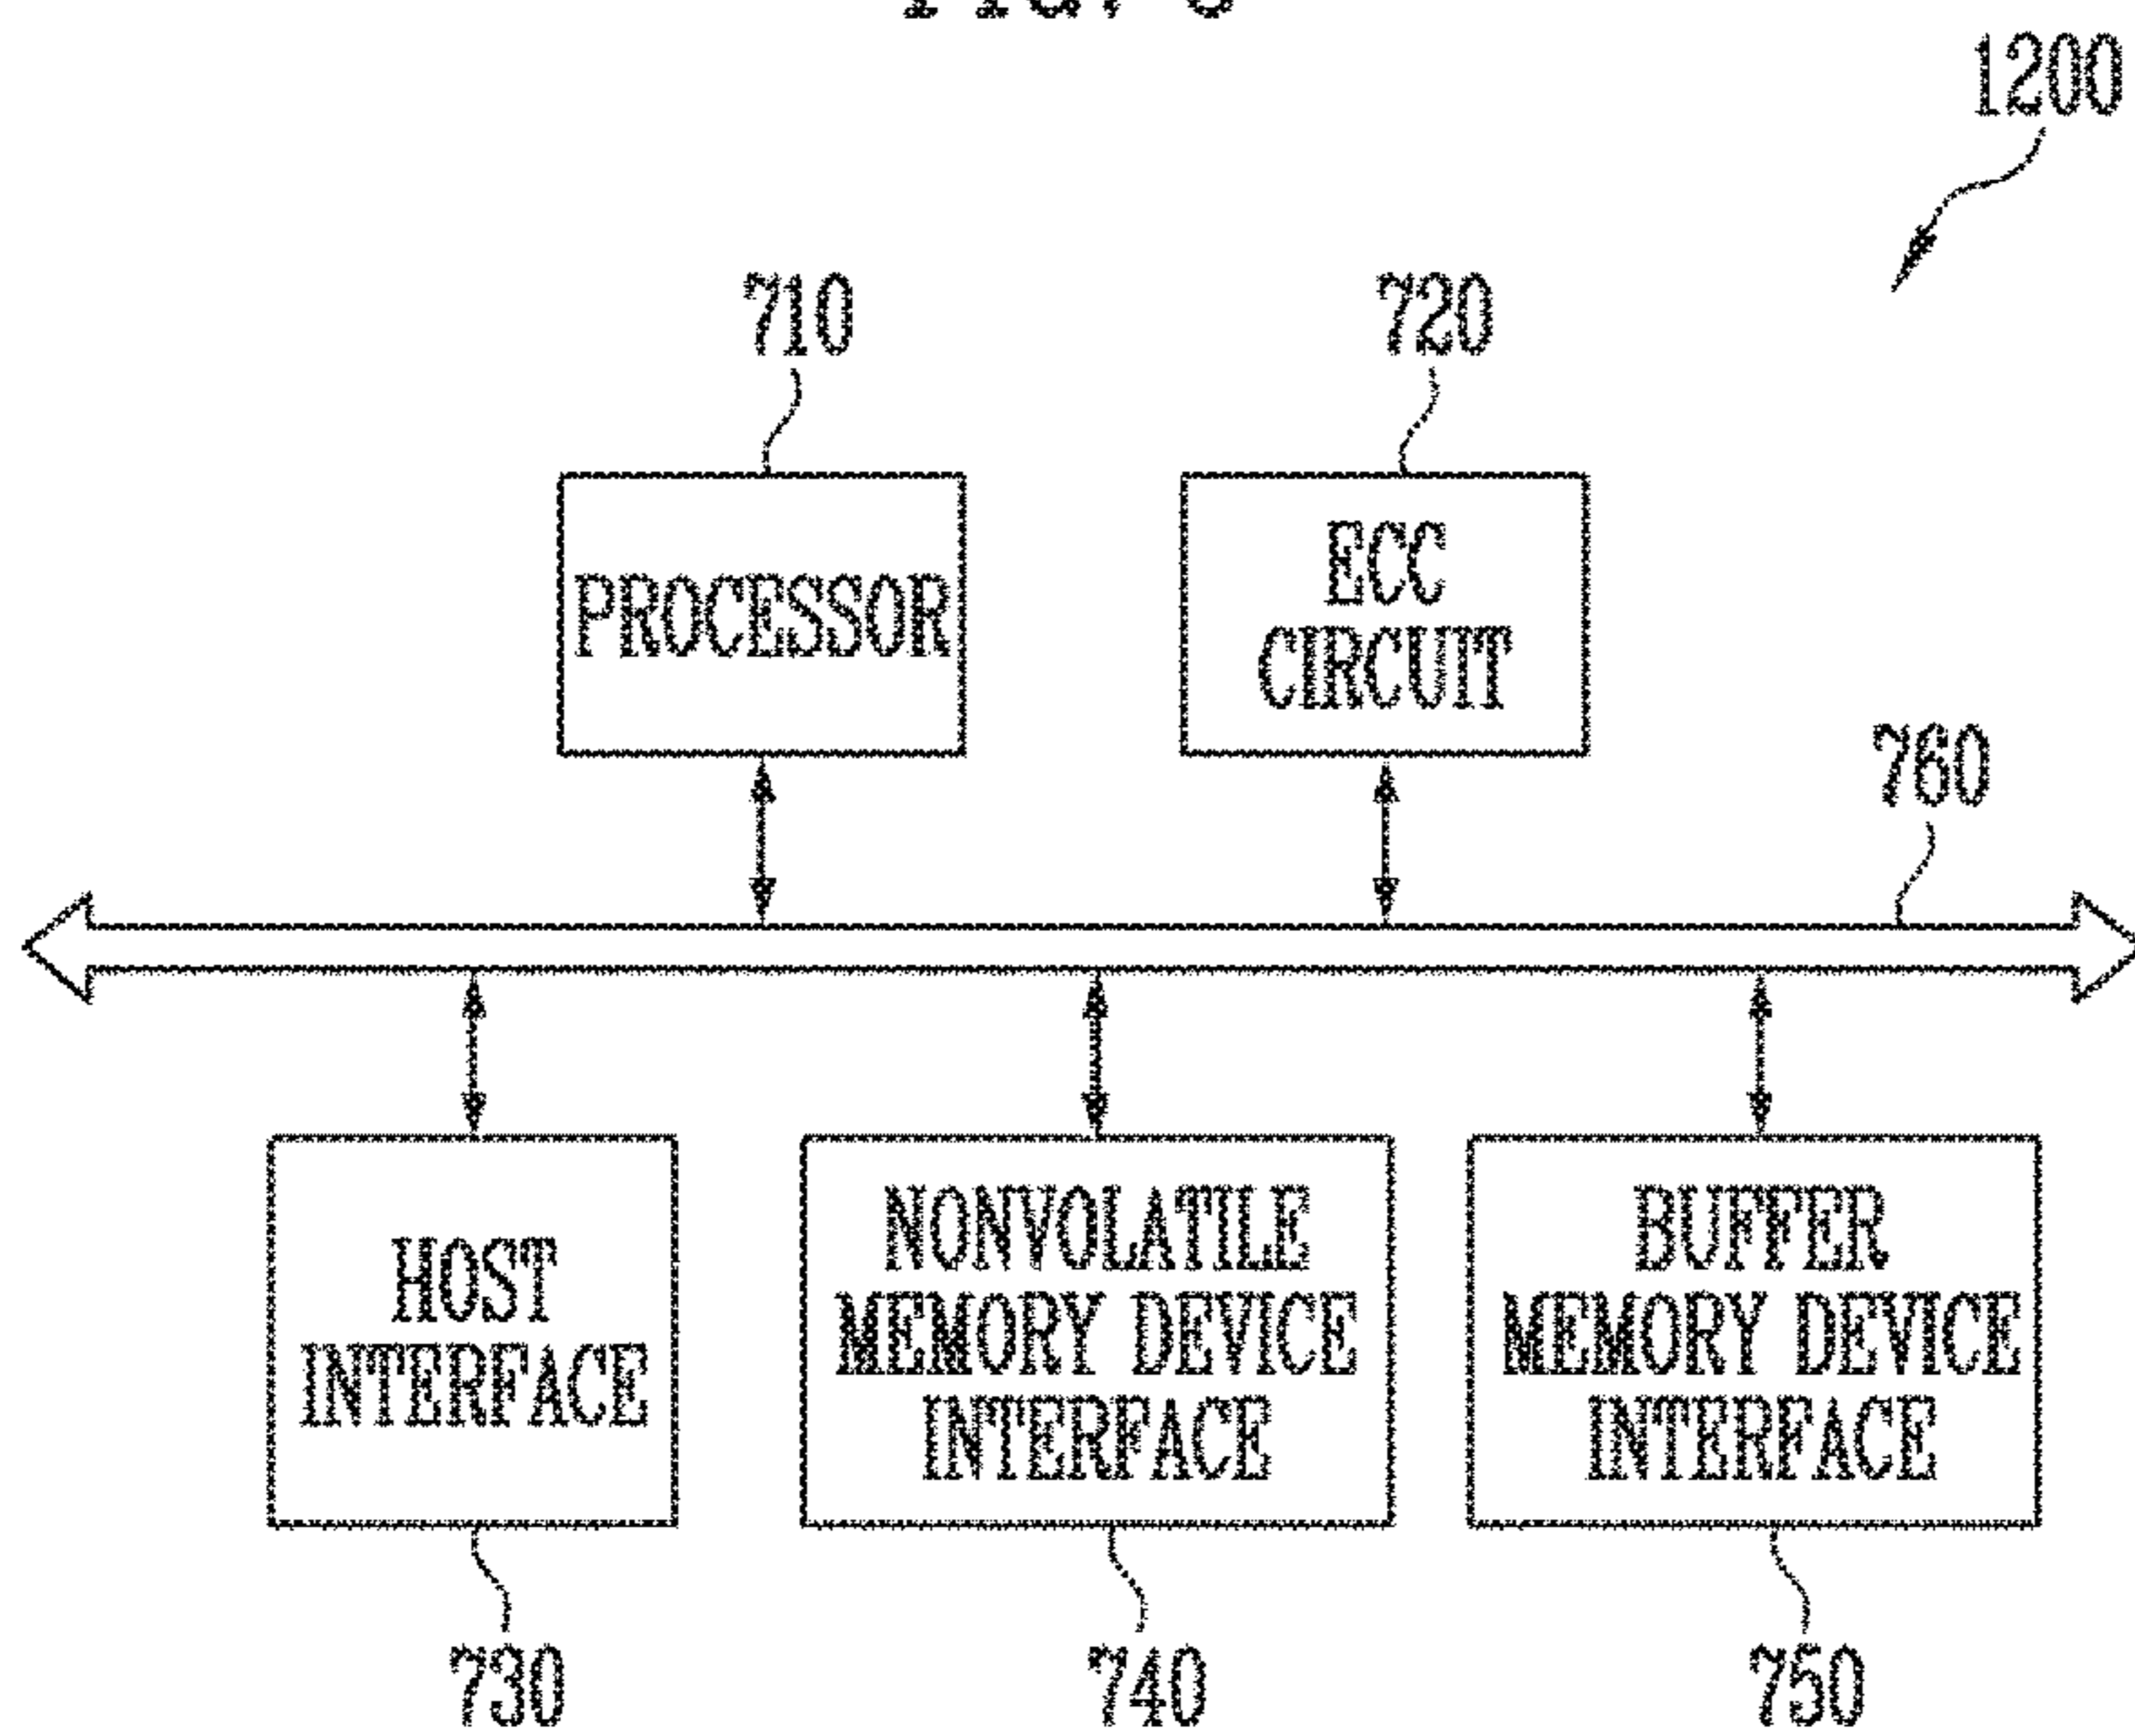 1200
710
720
PROCESSOR
ECC
CIRCUIT
760
HOST
INTERFACE
NONVOLATILE
MEMORY DEVICE
INTERFACE
BUFFER
MEMORY DEVICE
INTERFACE
730
740
750